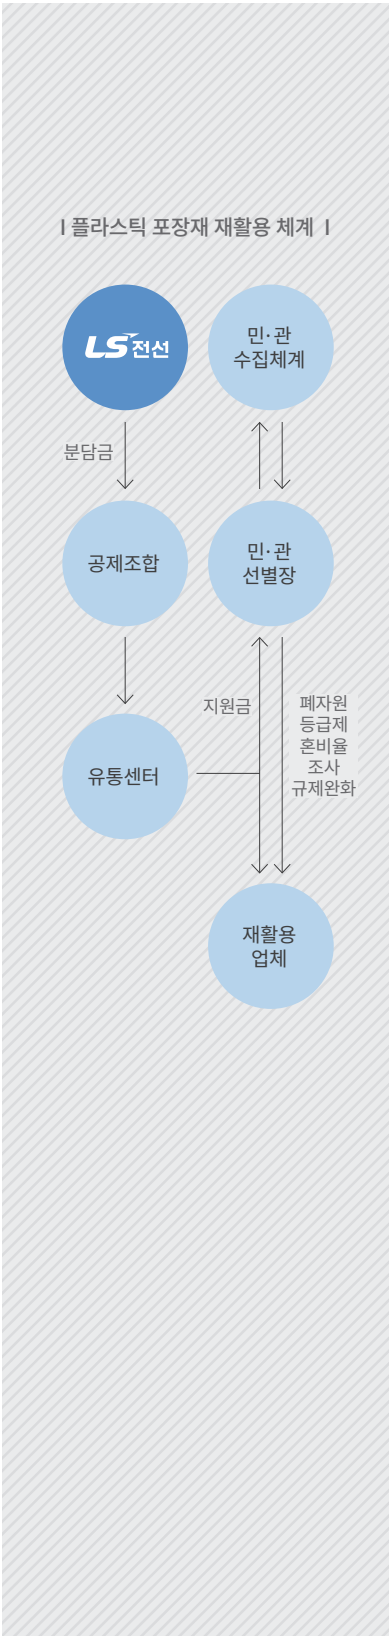 | 플라스틱 포장재 재활용 체계 |
LS전선
민·관
수집체계
분담금
공제조합
민·관
선별장
지원금
폐자원
등급제
혼비율
조사
규제완화
유통센터
재활용
업체